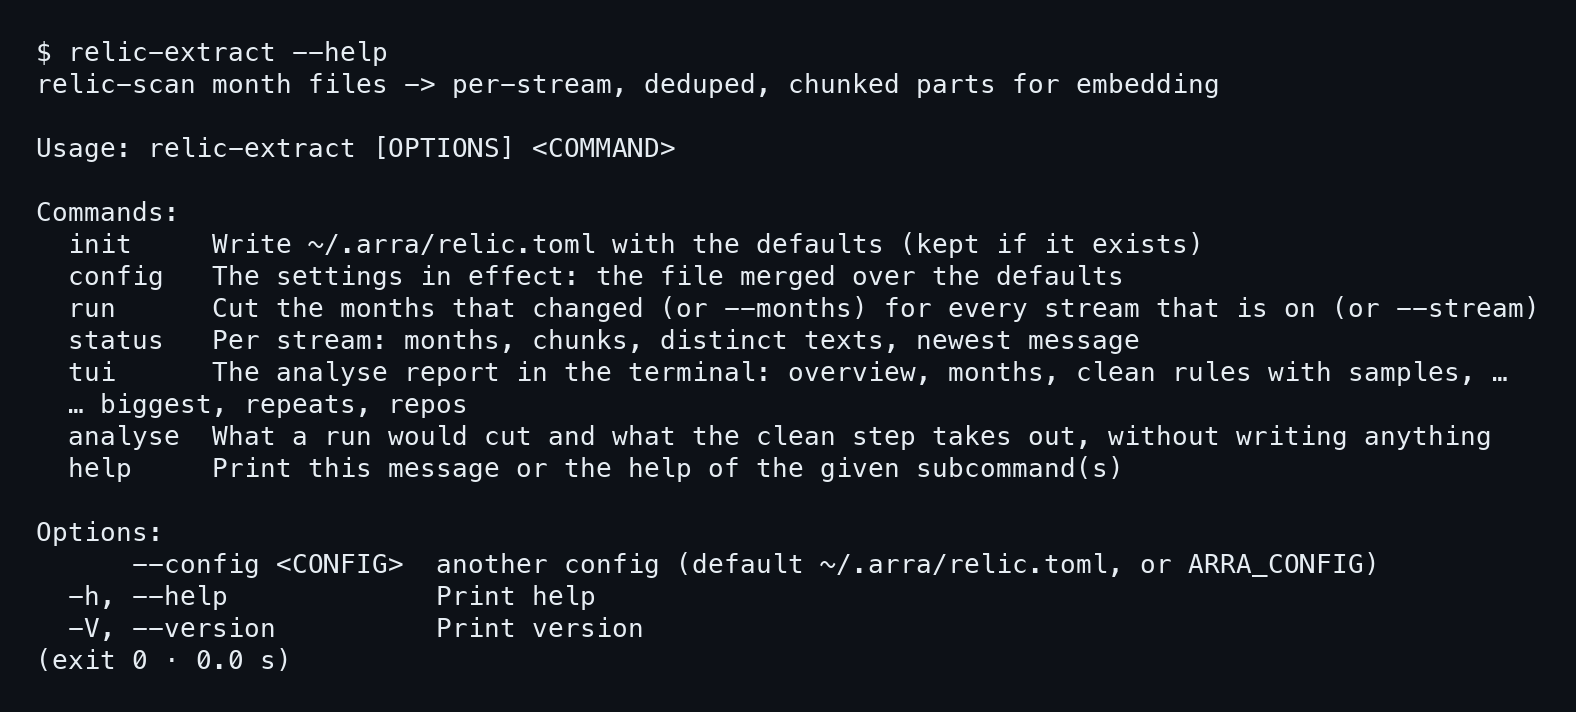 $ relic-extract --help
relic-scan month files -> per-stream, deduped, chunked parts for embedding

Usage: relic-extract [OPTIONS] <COMMAND>

Commands:
  init     Write ~/.arra/relic.toml with the defaults (kept if it exists)
  config   The settings in effect: the file merged over the defaults
  run      Cut the months that changed (or --months) for every stream that is on (or --stream)
  status   Per stream: months, chunks, distinct texts, newest message
  tui      The analyse report in the terminal: overview, months, clean rules with samples, …
  … biggest, repeats, repos
  analyse  What a run would cut and what the clean step takes out, without writing anything
  help     Print this message or the help of the given subcommand(s)

Options:
      --config <CONFIG>  another config (default ~/.arra/relic.toml, or ARRA_CONFIG)
  -h, --help             Print help
  -V, --version          Print version
(exit 0 · 0.0 s)